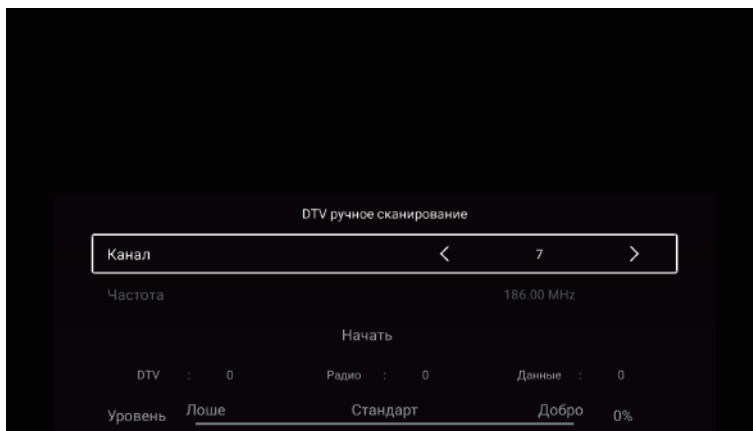 DTV ручное сканирование
Канал < 7 >
Частота 186.00 MHz
Начать
DTV : 0 Радио : 0 Данные : 0
Уровень Лоше Стандарт Добро 0%